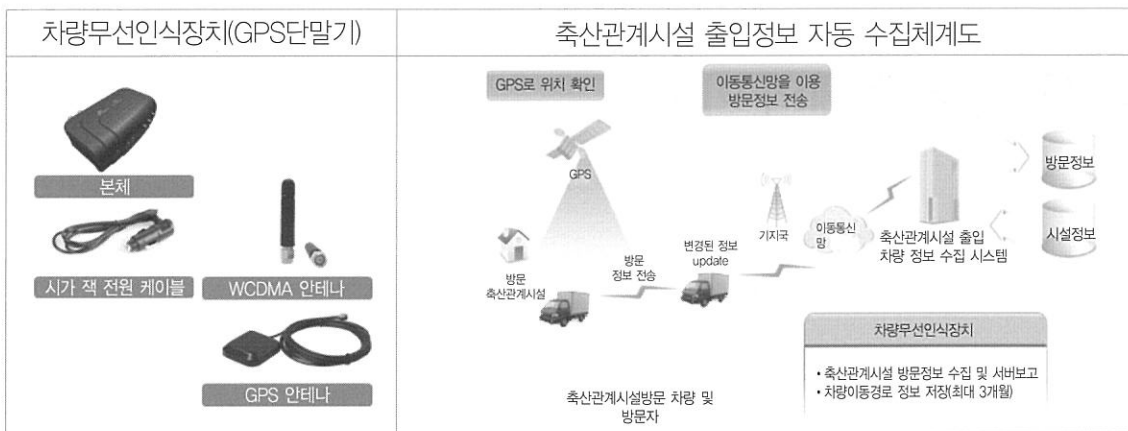 차량무선인식장치(GPS단말기)
축산관계시설 출입정보 자동 수집체계도
본체
시가 잭 전원 케이블
WCDMA 안테나
GPS 안테나
GPS로 위치 확인
이동통신망을 이용
방문정보 전송
GPS
방문
축산관계시설
방문
정보 전송
변경된 정보
update
기지국
이동통신
망
축산관계시설 출입
차량 정보 수집 시스템
방문정보
시설정보
차량무선인식장치
• 축산관계시설 방문정보 수집 및 서버보고
• 차량이동경로 정보 저장(최대 3개월)
축산관계시설방문 차량 및
방문자